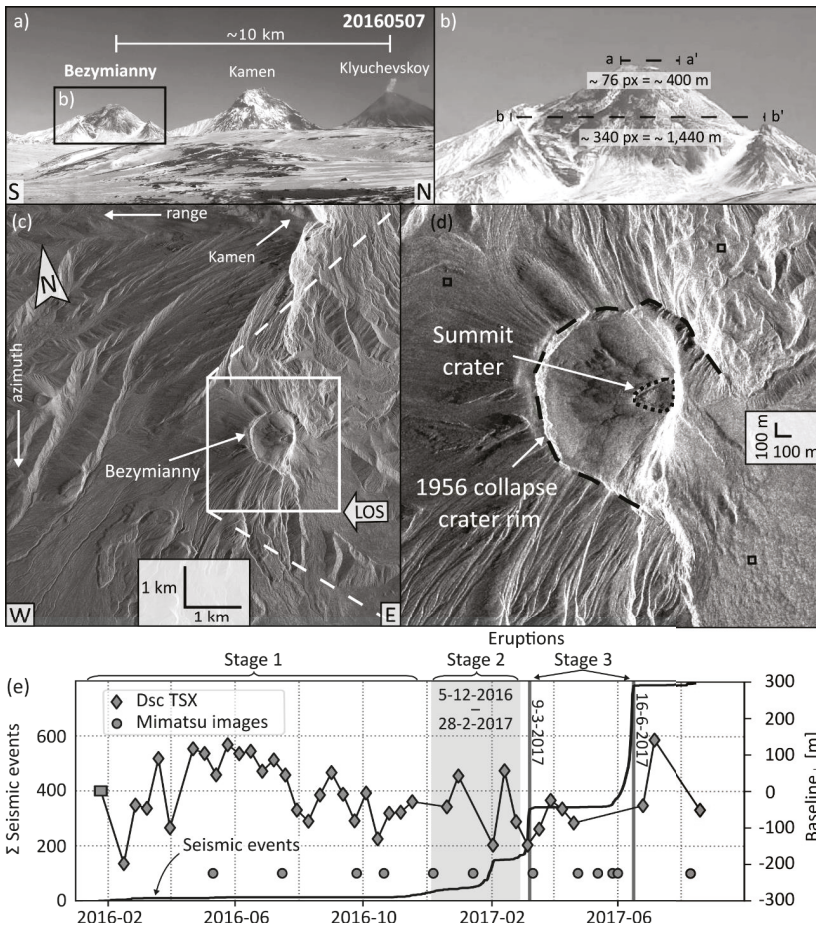 a)
20160507
~10 km
Bezymianny
Kamen
Klyuchevskoy
b)
S
N
b)
a
a'
~ 76 px = ~ 400 m
b
b'
~ 340 px = ~ 1,440 m
(c)
range
Kamen
N
azimuth
Bezymianny
LOS
1 km
1 km
W
E
(d)
Summit
crater
1956 collapse
crater rim
100 m
100 m
Eruptions
Stage 1
Stage 2
Stage 3
(e)
Dsc TSX
Mimatsu images
5-12-2016
–
28-2-2017
9-3-2017
16-6-2017
Seismic events
Σ Seismic events
600
400
200
0
300
200
100
0
-100
-200
-300
Baseline⊥ [m]
2016-02
2016-06
2016-10
2017-02
2017-06